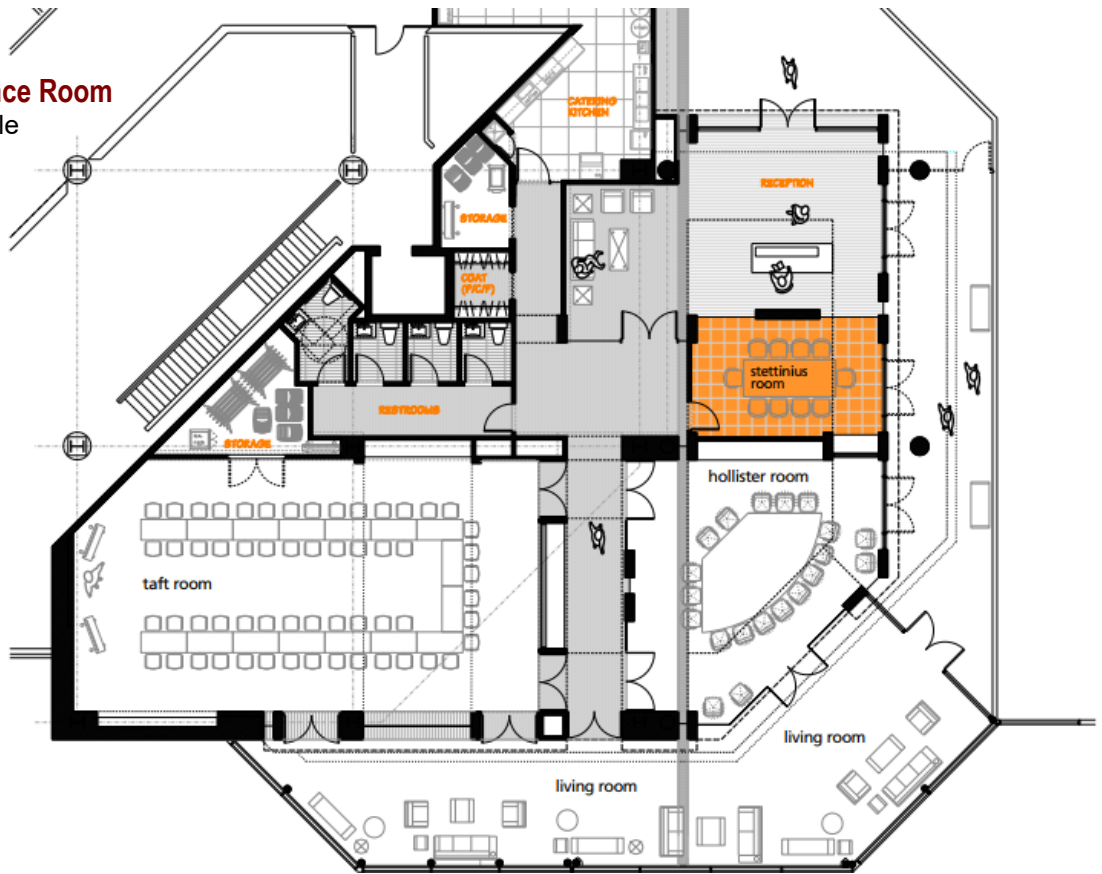 nce Room
le
CATERING
KITCHEN
RECEPTION
STORAGE
COAT
(P/C/P)
stettinius
room
RESTROOMS
STORAGE
hollister room
taft room
living room
living room